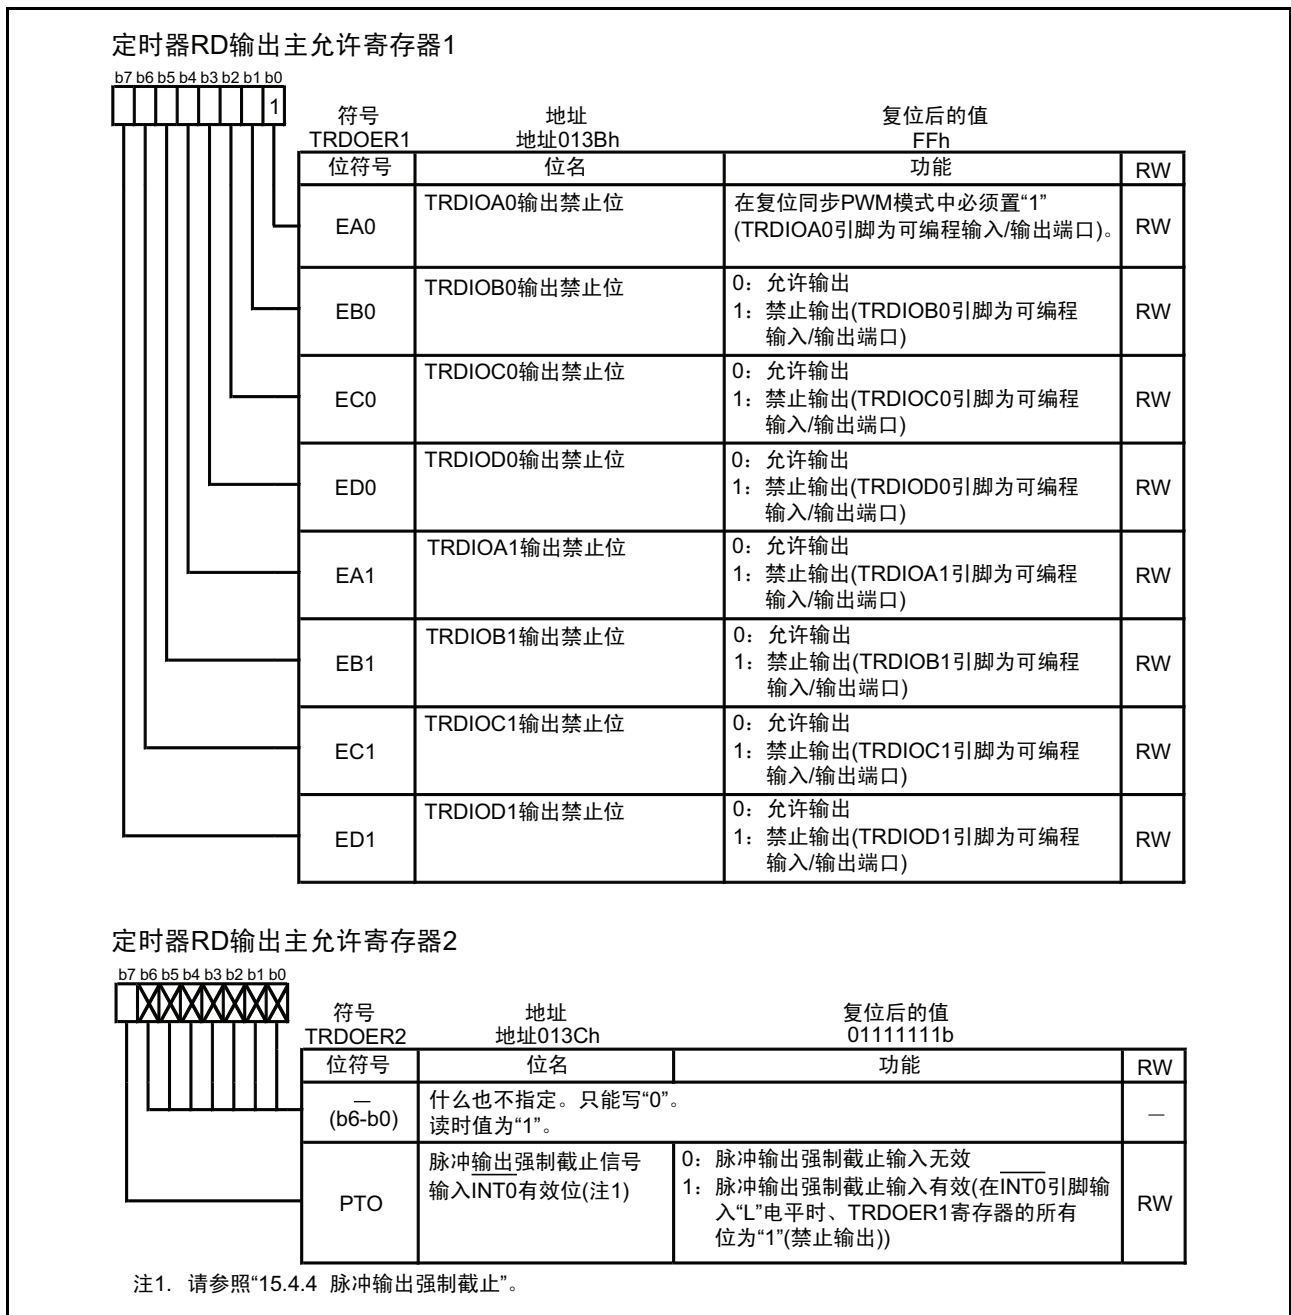 定时器RD输出主允许寄存器1
b7 b6 b5 b4 b3 b2 b1 b0
1
符号 地址 复位后的值
TRDOER1 地址013Bh FFh
位符号 位名 功能 RW
EA0 TRDIOA0输出禁止位 在复位同步PWM模式中必须置“1”
(TRDIOA0引脚为可编程输入/输出端口)。 RW
EB0 TRDIOB0输出禁止位 0：允许输出
1：禁止输出(TRDIOB0引脚为可编程
输入/输出端口) RW
EC0 TRDIOC0输出禁止位 0：允许输出
1：禁止输出(TRDIOC0引脚为可编程
输入/输出端口) RW
ED0 TRDIOD0输出禁止位 0：允许输出
1：禁止输出(TRDIOD0引脚为可编程
输入/输出端口) RW
EA1 TRDIOA1输出禁止位 0：允许输出
1：禁止输出(TRDIOA1引脚为可编程
输入/输出端口) RW
EB1 TRDIOB1输出禁止位 0：允许输出
1：禁止输出(TRDIOB1引脚为可编程
输入/输出端口) RW
EC1 TRDIOC1输出禁止位 0：允许输出
1：禁止输出(TRDIOC1引脚为可编程
输入/输出端口) RW
ED1 TRDIOD1输出禁止位 0：允许输出
1：禁止输出(TRDIOD1引脚为可编程
输入/输出端口) RW
定时器RD输出主允许寄存器2
b7 b6 b5 b4 b3 b2 b1 b0
符号 地址 复位后的值
TRDOER2 地址013Ch 01111111b
位符号 位名 功能 RW
— 什么也不指定。只能写“0”。
(b6-b0) 读时值为“1”。 —
脉冲输出强制截止信号 0：脉冲输出强制截止输入无效
输入INT0有效位(注1) 1：脉冲输出强制截止输入有效(在INT0引脚输
PTO 入“L”电平时、TRDOER1寄存器的所有 RW
位为“1”(禁止输出))
注1. 请参照“15.4.4 脉冲输出强制截止”。